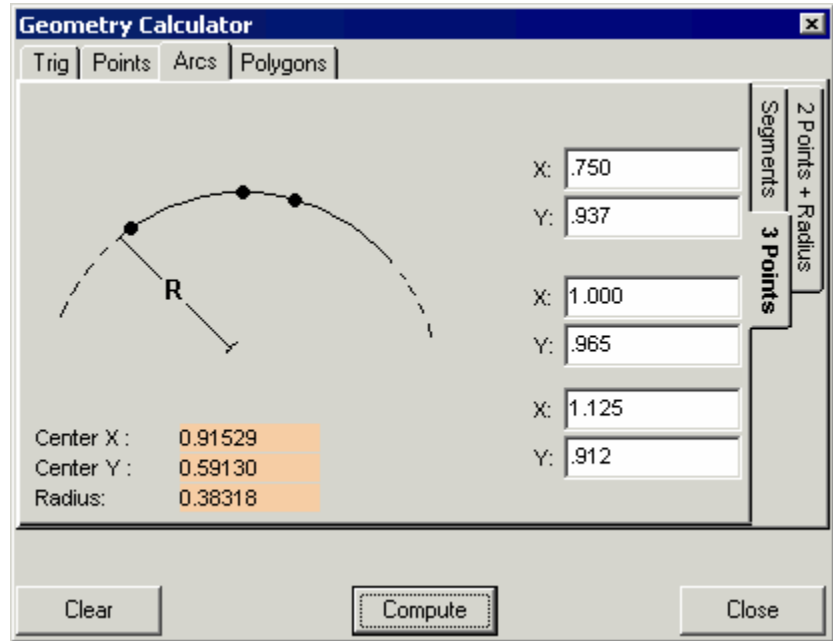 Geometry Calculator
Trig Points Arcs Polygons
Segments
2 Points + Radius
3 Points
X: .750
Y: .937
X: 1.000
Y: .965
X: 1.125
Y: .912
R
Center X : 0.91529
Center Y : 0.59130
Radius: 0.38318
Clear Compute Close